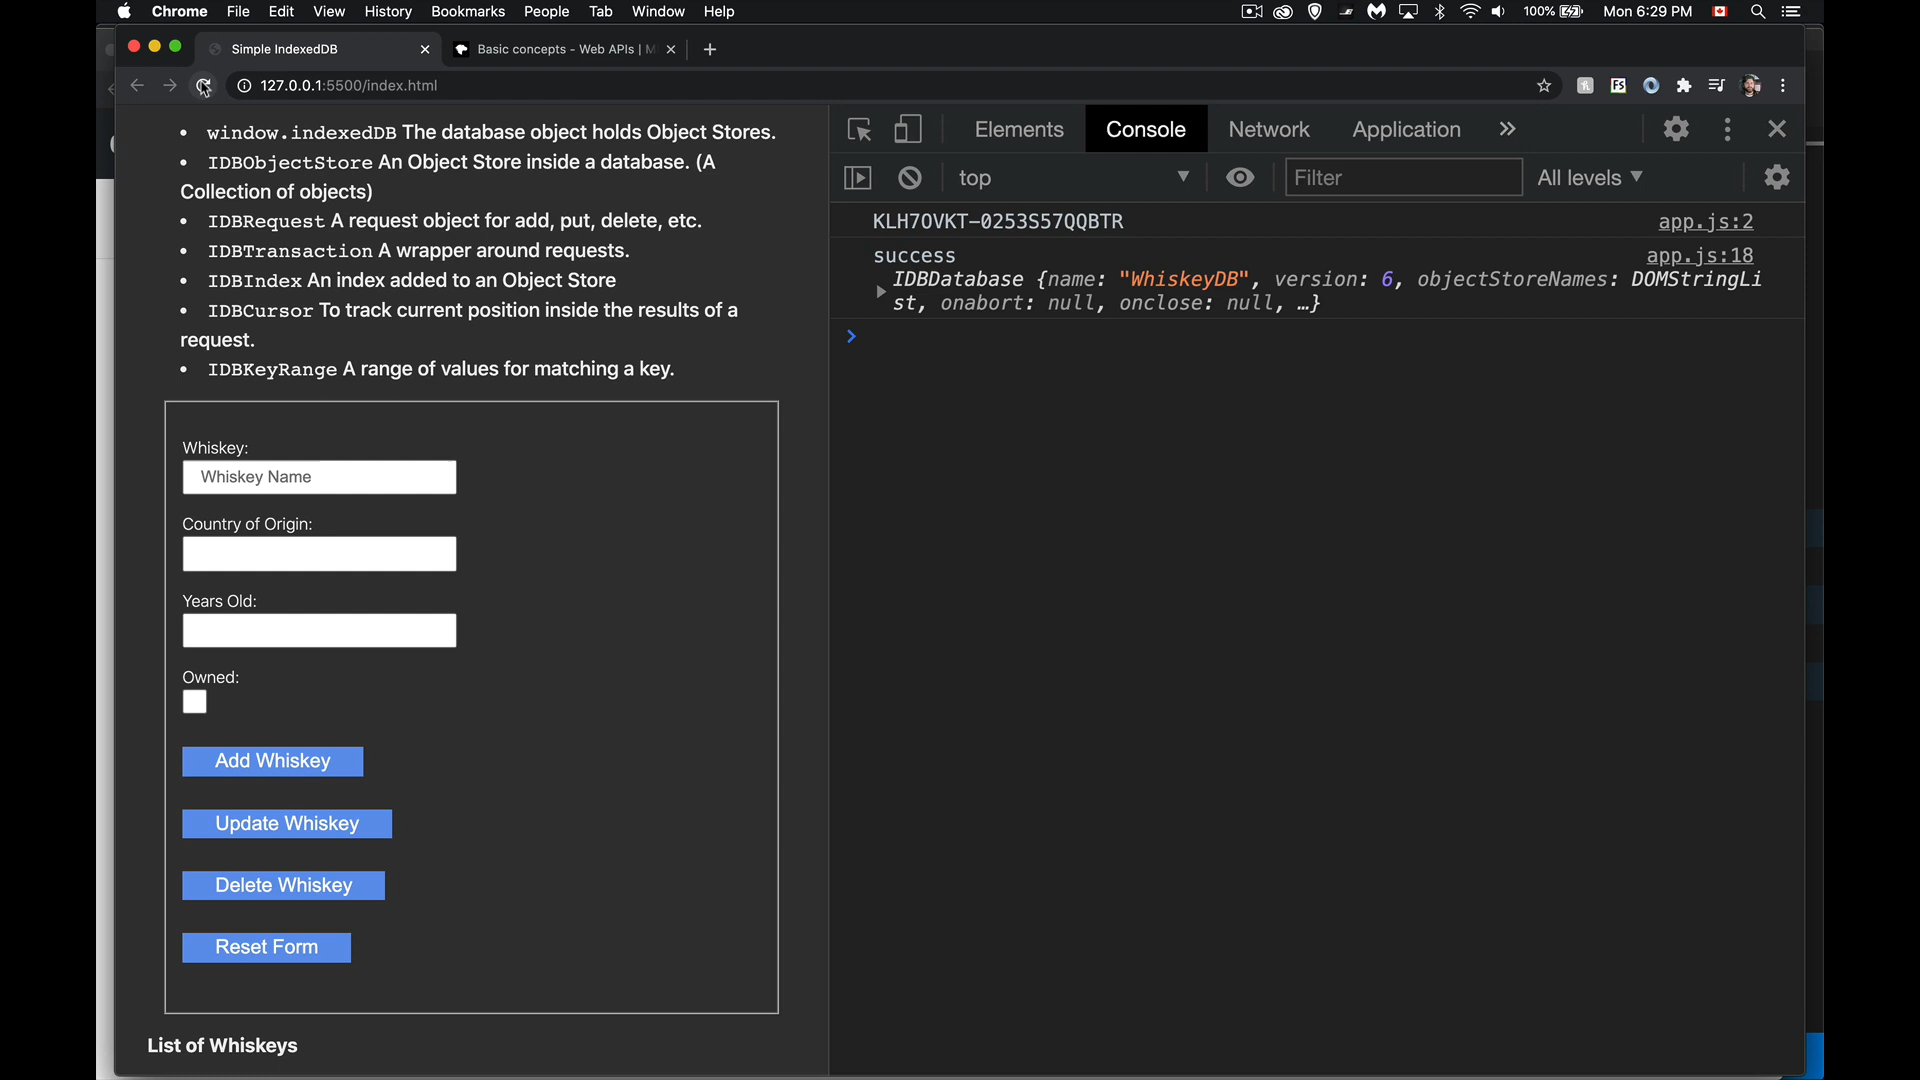 Chrome File Edit View History Bookmarks People Tab Window Help 100% Mon 6:29 PM
Simple IndexedDB Basic concepts - Web APIs | M
127.0.0.1:5500/index.html
• window.indexedDB The database object holds Object Stores.
• IDBObjectStore An Object Store inside a database. (A
Collection of objects)
• IDBRequest A request object for add, put, delete, etc.
• IDBTransaction A wrapper around requests.
• IDBIndex An index added to an Object Store
• IDBCursor To track current position inside the results of a
request.
• IDBKeyRange A range of values for matching a key.
Whiskey:
Whiskey Name
Country of Origin:
Years Old:
Owned:
Add Whiskey
Update Whiskey
Delete Whiskey
Reset Form
List of Whiskeys
Elements Console Network Application »
top Filter All levels
KLH7OVKT-0253S57QQBTR app.js:2
success app.js:18
IDBDatabase {name: "WhiskeyDB", version: 6, objectStoreNames: DOMStringLi
st, onabort: null, onclose: null, …}